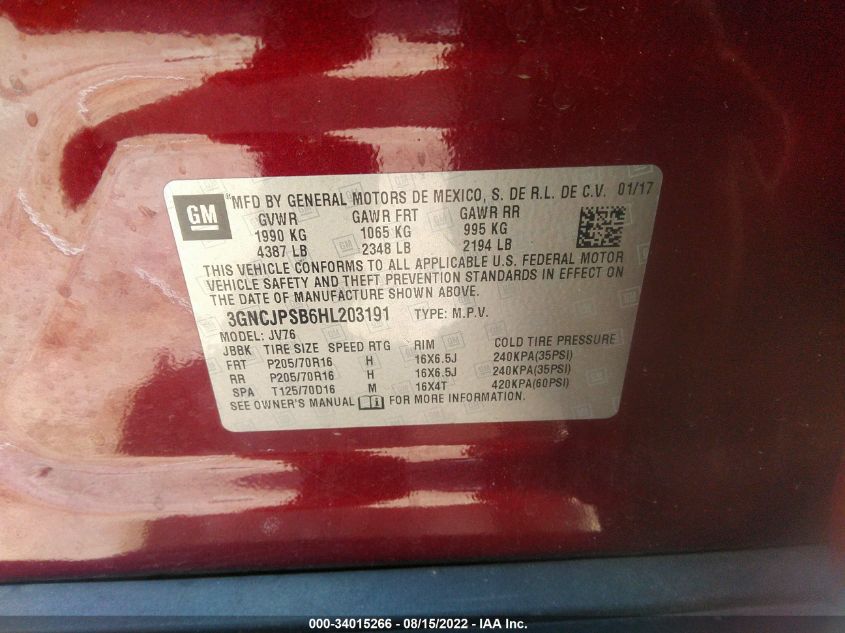 GM
MFD BY GENERAL MOTORS DE MEXICO, S. DE R.L. DE C.V. 01/17
GVWR GAWR FRT GAWR RR
1990 KG 1065 KG 995 KG
4387 LB 2348 LB 2194 LB
THIS VEHICLE CONFORMS TO ALL APPLICABLE U.S. FEDERAL MOTOR
VEHICLE SAFETY AND THEFT PREVENTION STANDARDS IN EFFECT ON
THE DATE OF MANUFACTURE SHOWN ABOVE.
3GNCJPSB6HL203191 TYPE: M.P.V.
MODEL: JV76
JBBK TIRE SIZE SPEED RTG RIM COLD TIRE PRESSURE
FRT P205/70R16 H 16X6.5J 240KPA(35PSI)
RR P205/70R16 H 16X6.5J 240KPA(35PSI)
SPA T125/70D16 M 16X4T 420KPA(60PSI)
SEE OWNER'S MANUAL FOR MORE INFORMATION.
000-34015266 - 08/15/2022 - IAA Inc.